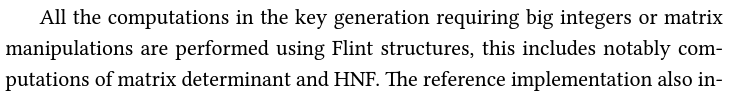 All the computations in the key generation requiring big integers or matrix
manipulations are performed using Flint structures, this includes notably com-
putations of matrix determinant and HNF. The reference implementation also in-